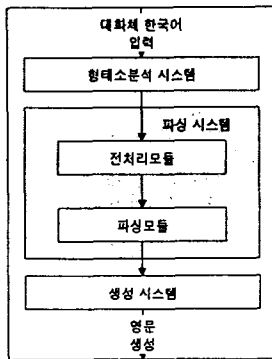 대화체 한국어
입력
형태소분석 시스템
파싱 시스템
전처리모듈
파싱모듈
생성 시스템
영문
생성